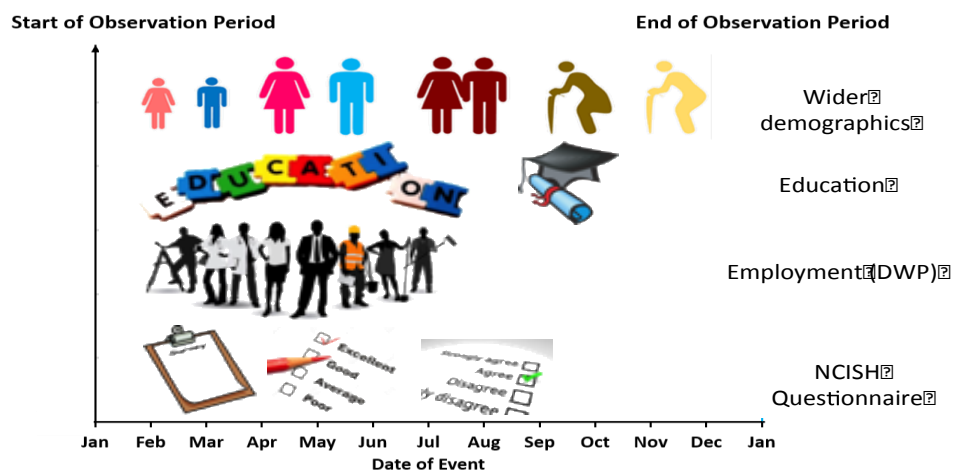 Start of Observation Period
End of Observation Period
Wider
demographics
EDUCATION
Education
Employment (DWP)
Survey
Excellent
Good
Average
Poor
Strongly agree
Agree
Disagree
disagree
NCISH
Questionnaire
Jan Feb Mar Apr May Jun Jul Aug Sep Oct Nov Dec Jan
Date of Event